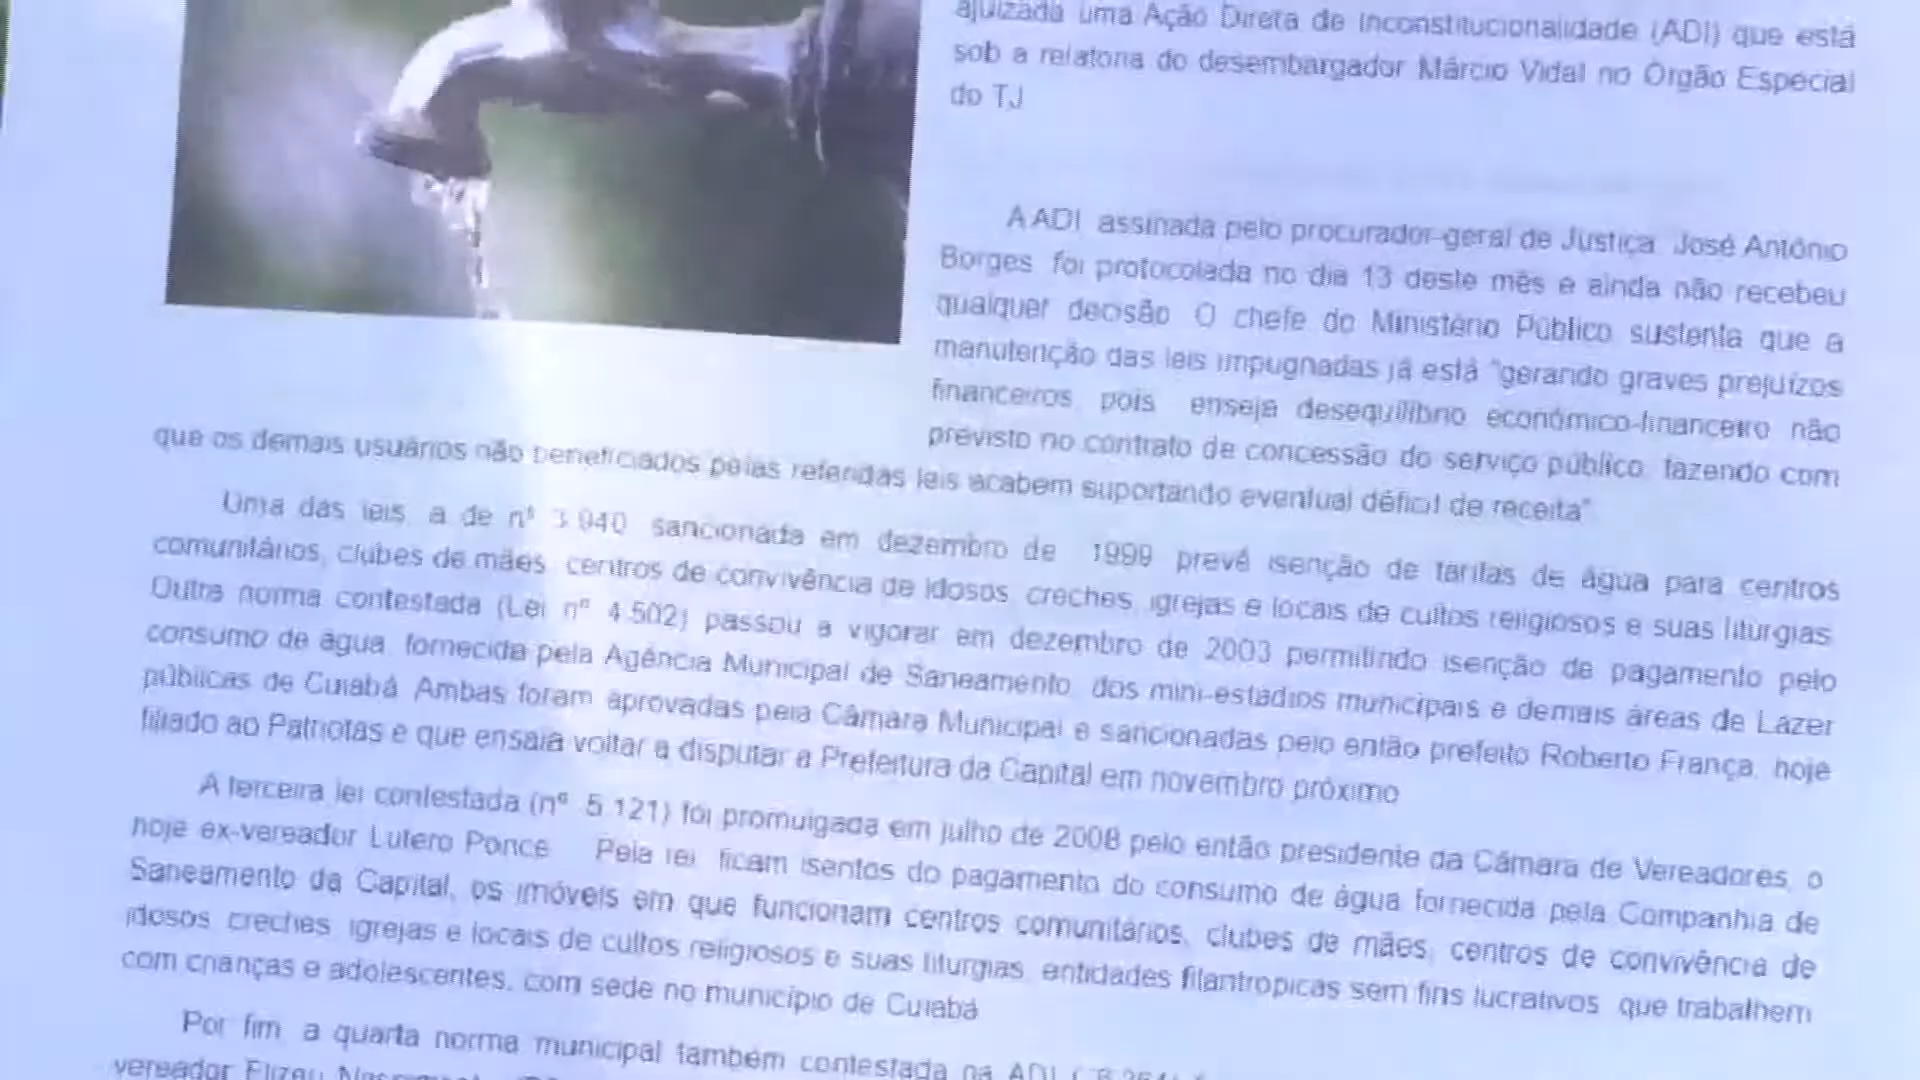 ajuizada uma Ação Direta de Inconstitucionalidade (ADI) que está
sob a relatoria do desembargador Márcio Vidal no Órgão Especial
do TJ
A ADI assinada pelo procurador-geral de Justiça José Antônio
Borges foi protocolada no dia 13 deste mês e ainda não recebeu
qualquer decisão O chefe do Ministério Público sustenta que a
manutenção das leis impugnadas já está "gerando graves prejuízos
financeiros pois enseja desequilíbrio econômico-financeiro não
previsto no contrato de concessão do serviço público fazendo com
que os demais usuários não beneficiados pelas referidas leis acabem suportando eventual déficit de receita"
Uma das leis a de nº 3.940 sancionada em dezembro de 1999 prevê isenção de tarifas de água para centros
comunitários, clubes de mães centros de convivência de idosos creches, igrejas e locais de cultos religiosos e suas liturgias
Outra norma contestada (Lei nº 4.502) passou a vigorar em dezembro de 2003 permitindo isenção de pagamento pelo
consumo de água fornecida pela Agência Municipal de Saneamento dos mini-estádios municipais e demais áreas de Lazer
públicas de Cuiabá Ambas foram aprovadas pela Câmara Municipal e sancionadas pelo então prefeito Roberto França, hoje
filiado ao Patriotas e que ensaia voltar a disputar a Prefeitura da Capital em novembro próximo
A terceira lei contestada (nº 5.121) foi promulgada em julho de 2008 pelo então presidente da Câmara de Vereadores, o
hoje ex-vereador Lutero Ponce Pela lei ficam isentos do pagamento do consumo de água fornecida pela Companhia de
Saneamento da Capital, os imóveis em que funcionam centros comunitários, clubes de mães, centros de convivência de
idosos creches igrejas e locais de cultos religiosos e suas liturgias entidades filantropicas sem fins lucrativos que trabalhem
com crianças e adolescentes, com sede no município de Cuiabá
Por fim a quarta norma municipal também contestada na ADI
vereador Elizeu